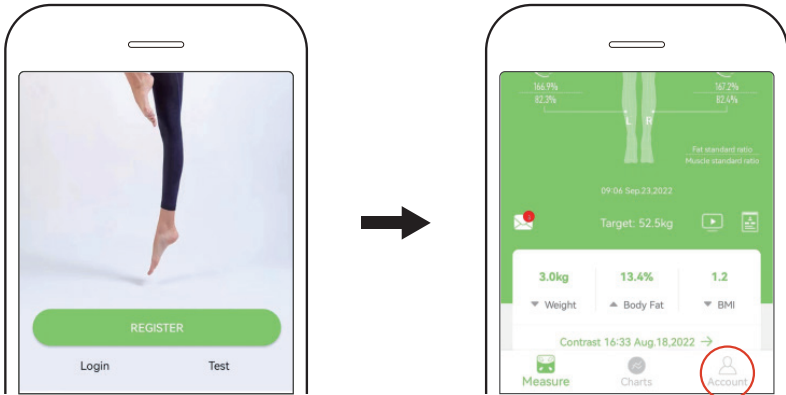 REGISTER
Login Test
166.9% 167.2%
82.2% 82.4%
L R
Fat standard ratio
Muscle standard ratio
09:06 Sep.23,2022
Target: 52.5kg
3.0kg 13.4% 1.2
Weight Body Fat BMI
Contrast 16:33 Aug.18,2022
Measure Charts Account